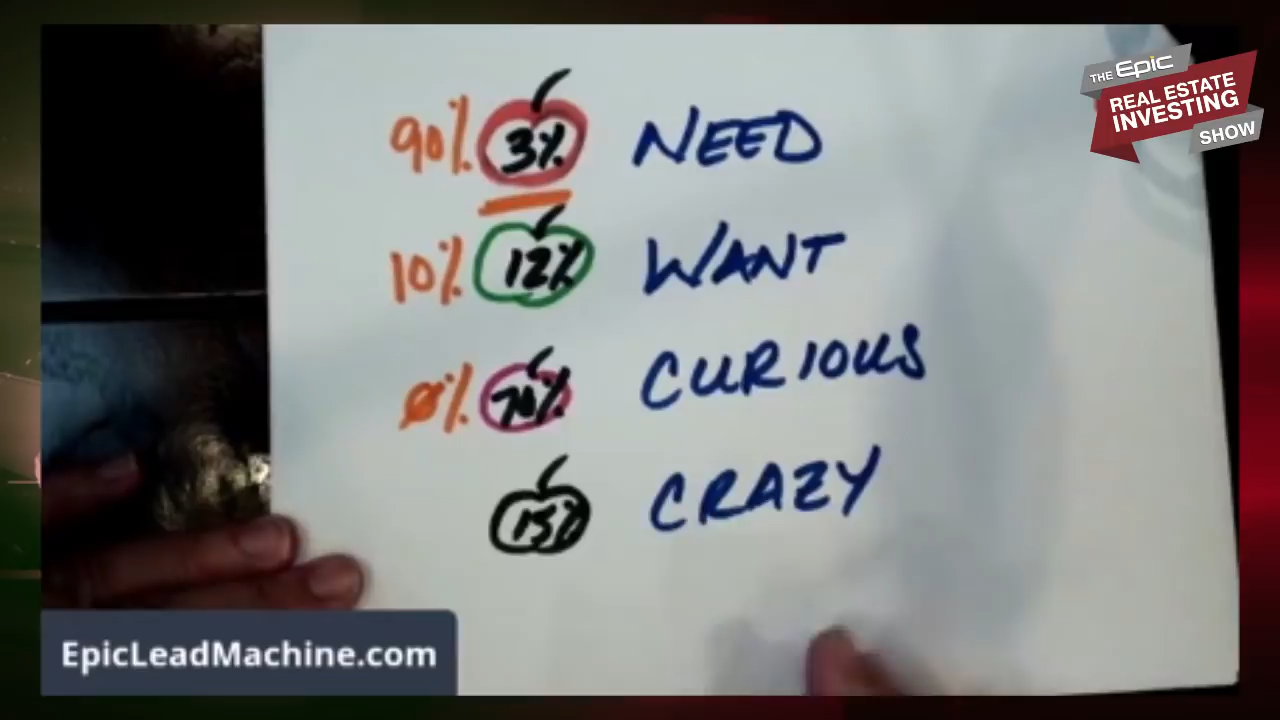 90% 3% NEED
10% 12% WANT
0% 70% CURIOUS
15% CRAZY
THE Epic
REAL ESTATE
INVESTING
SHOW
EpicLeadMachine.com